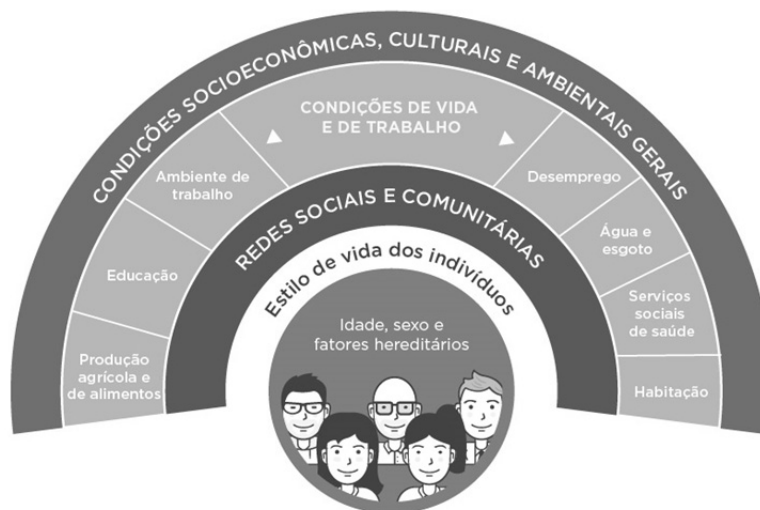 CONDIÇÕES SOCIOECONÔMICAS, CULTURAIS E AMBIENTAIS GERAIS
CONDIÇÕES DE VIDA
E DE TRABALHO
Produção
agrícola e
de alimentos
Educação
Ambiente de
trabalho
Desemprego
Água e
esgoto
Serviços
sociais
de saúde
Habitação
REDES SOCIAIS E COMUNITÁRIAS
Estilo de vida dos indivíduos
Idade, sexo e
fatores hereditários